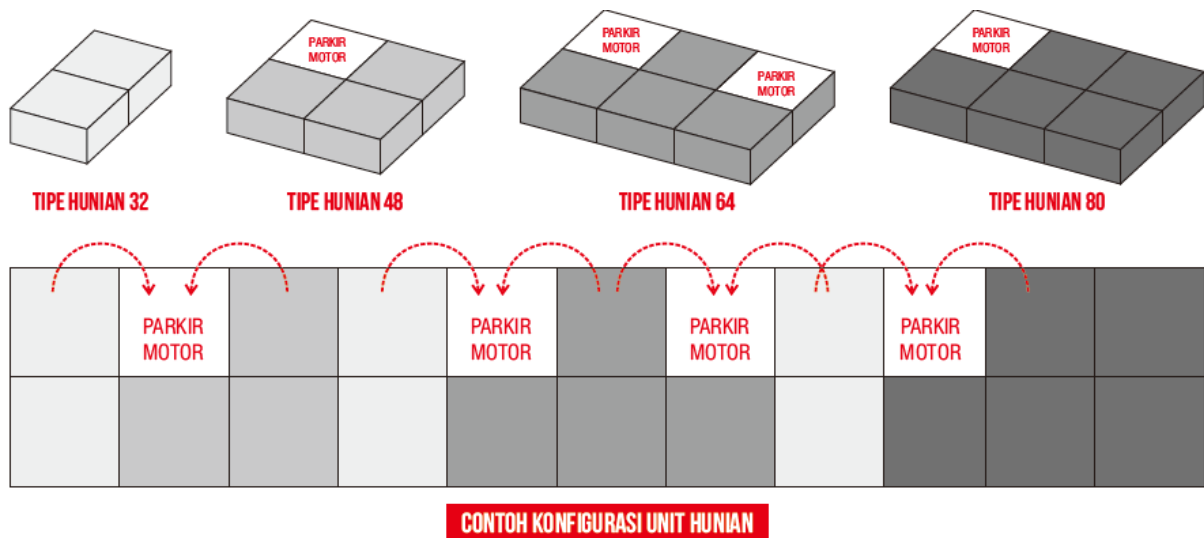 PARKIR
MOTOR
PARKIR
MOTOR
PARKIR
MOTOR
PARKIR
MOTOR
TIPE HUNIAN 32
TIPE HUNIAN 48
TIPE HUNIAN 64
TIPE HUNIAN 80
PARKIR
MOTOR
PARKIR
MOTOR
PARKIR
MOTOR
PARKIR
MOTOR
CONTOH KONFIGURASI UNIT HUNIAN